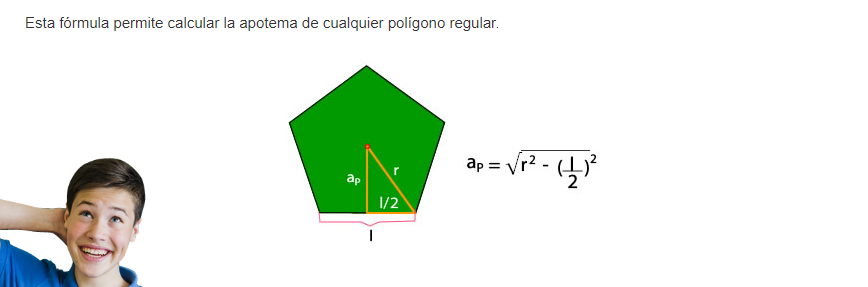 Esta fórmula permite calcular la apotema de cualquier polígono regular.
aₚ
r
l/2
l
aₚ = √r² - (l/2)²